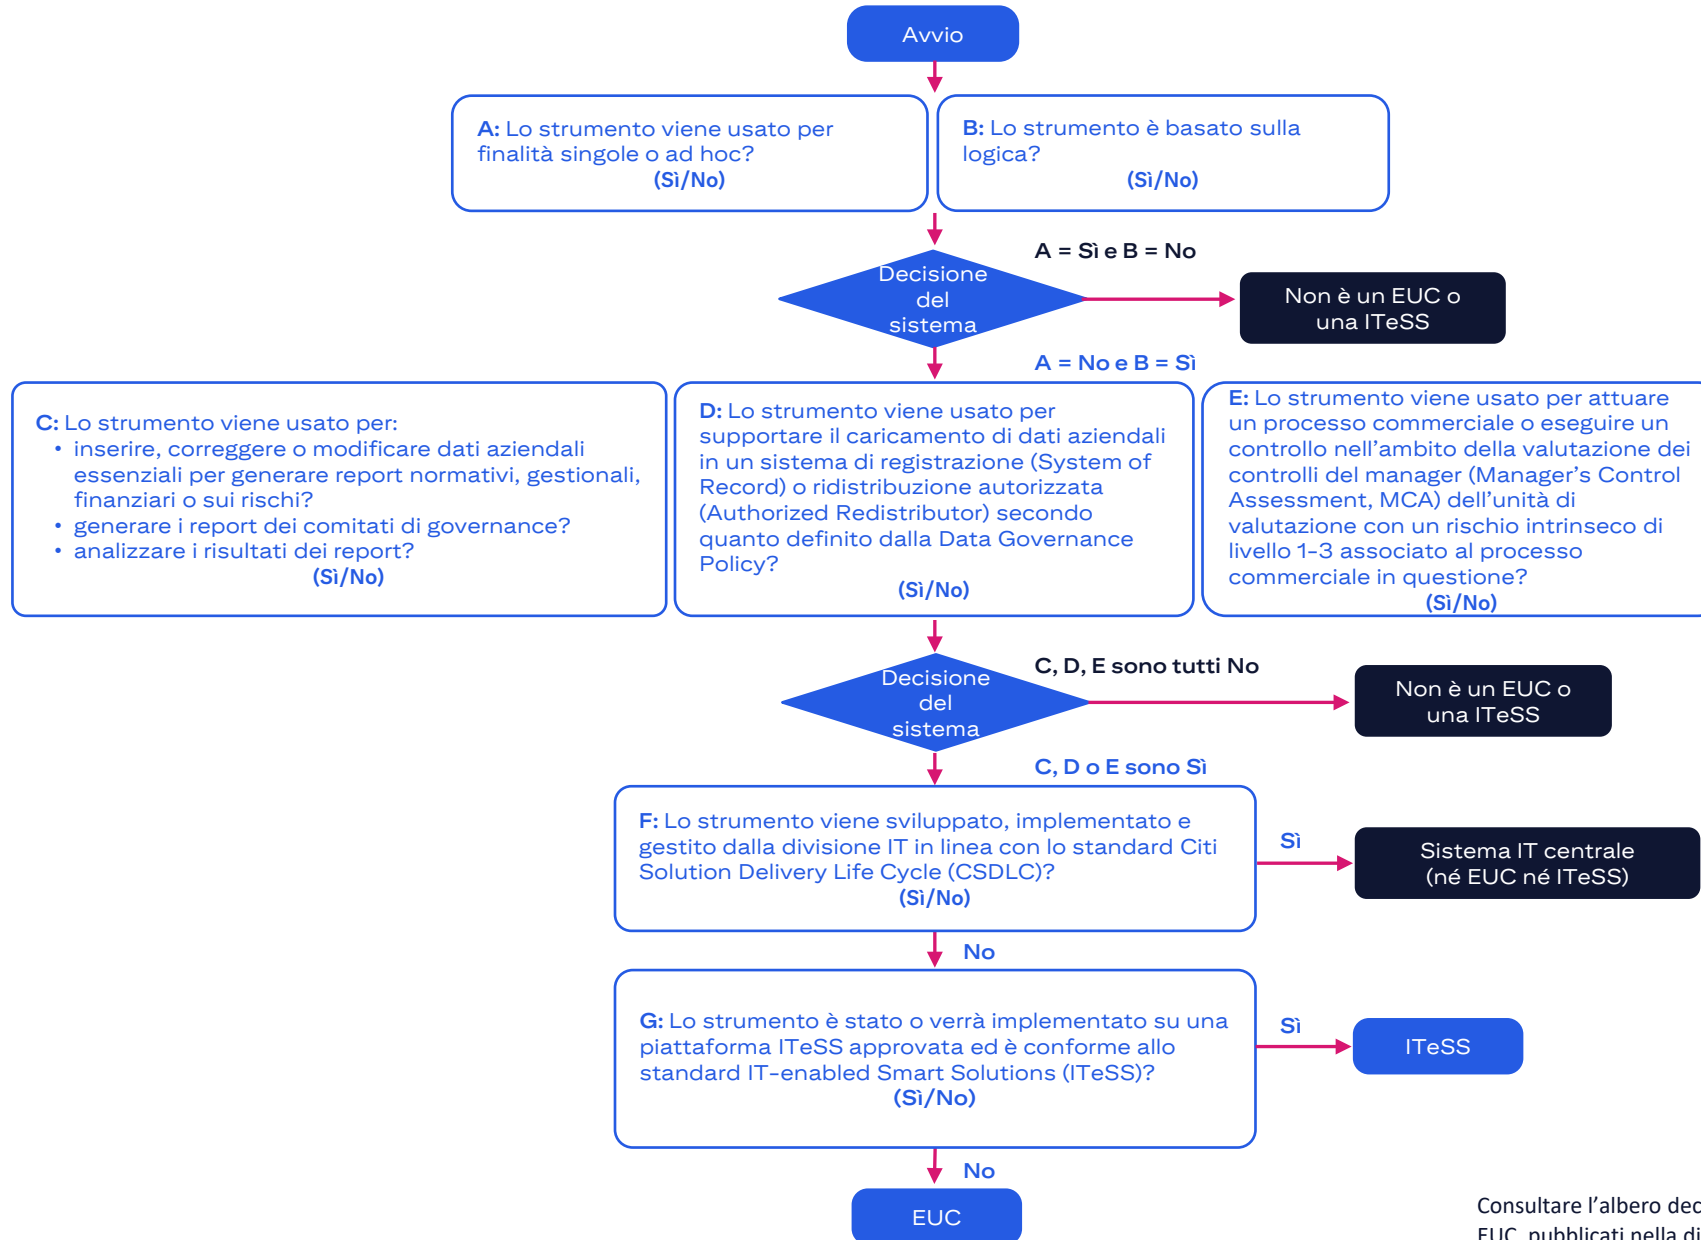 Avvio
A: Lo strumento viene usato per
finalità singole o ad hoc?
(Sì/No)
B: Lo strumento è basato sulla
logica?
(Sì/No)
A = Sì e B = No
Decisione
del
sistema
Non è un EUC o
una ITeSS
A = No e B = Sì
C: Lo strumento viene usato per:
• inserire, correggere o modificare dati aziendali
essenziali per generare report normativi, gestionali,
finanziari o sui rischi?
• generare i report dei comitati di governance?
• analizzare i risultati dei report?
(Sì/No)
D: Lo strumento viene usato per
supportare il caricamento di dati aziendali
in un sistema di registrazione (System of
Record) o ridistribuzione autorizzata
(Authorized Redistributor) secondo
quanto definito dalla Data Governance
Policy?
(Sì/No)
E: Lo strumento viene usato per attuare
un processo commerciale o eseguire un
controllo nell’ambito della valutazione dei
controlli del manager (Manager’s Control
Assessment, MCA) dell’unità di
valutazione con un rischio intrinseco di
livello 1-3 associato al processo
commerciale in questione?
(Sì/No)
C, D, E sono tutti No
Decisione
del
sistema
Non è un EUC o
una ITeSS
C, D o E sono Sì
F: Lo strumento viene sviluppato, implementato e
gestito dalla divisione IT in linea con lo standard Citi
Solution Delivery Life Cycle (CSDLC)?
(Sì/No)
Sì
Sistema IT centrale
(né EUC né ITeSS)
No
G: Lo strumento è stato o verrà implementato su una
piattaforma ITeSS approvata ed è conforme allo
standard IT-enabled Smart Solutions (ITeSS)?
(Sì/No)
Sì
ITeSS
No
EUC
Consultare l’albero
EUC, pubblicati nella